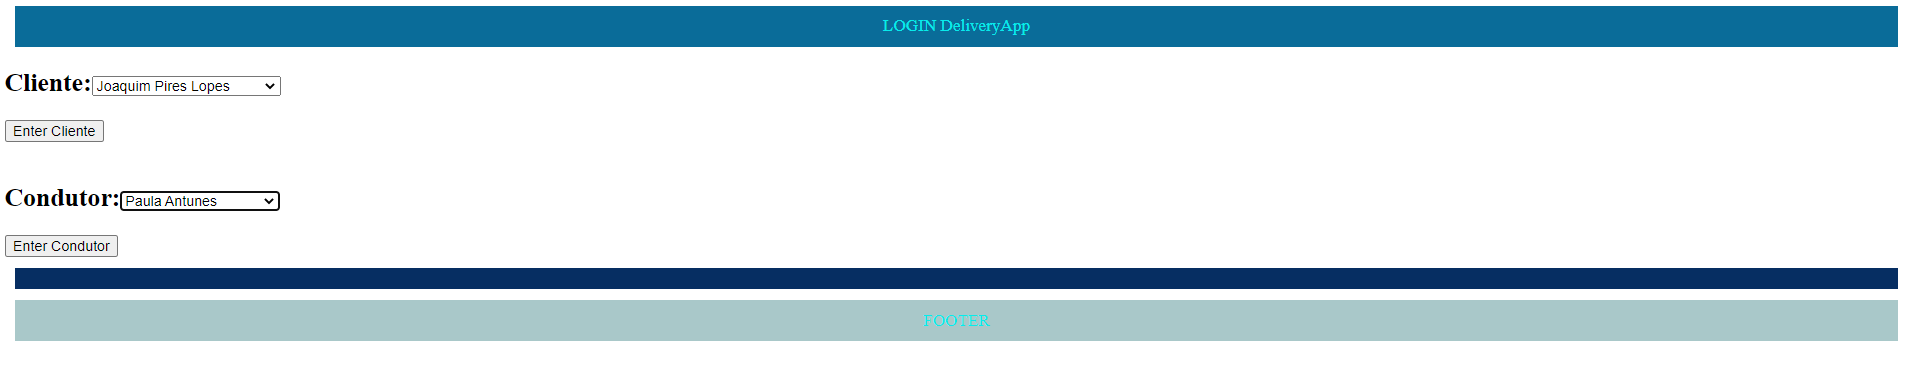 LOGIN DeliveryApp
Cliente: Joaquim Pires Lopes
Enter Cliente
Condutor: Paula Antunes
Enter Condutor
FOOTER